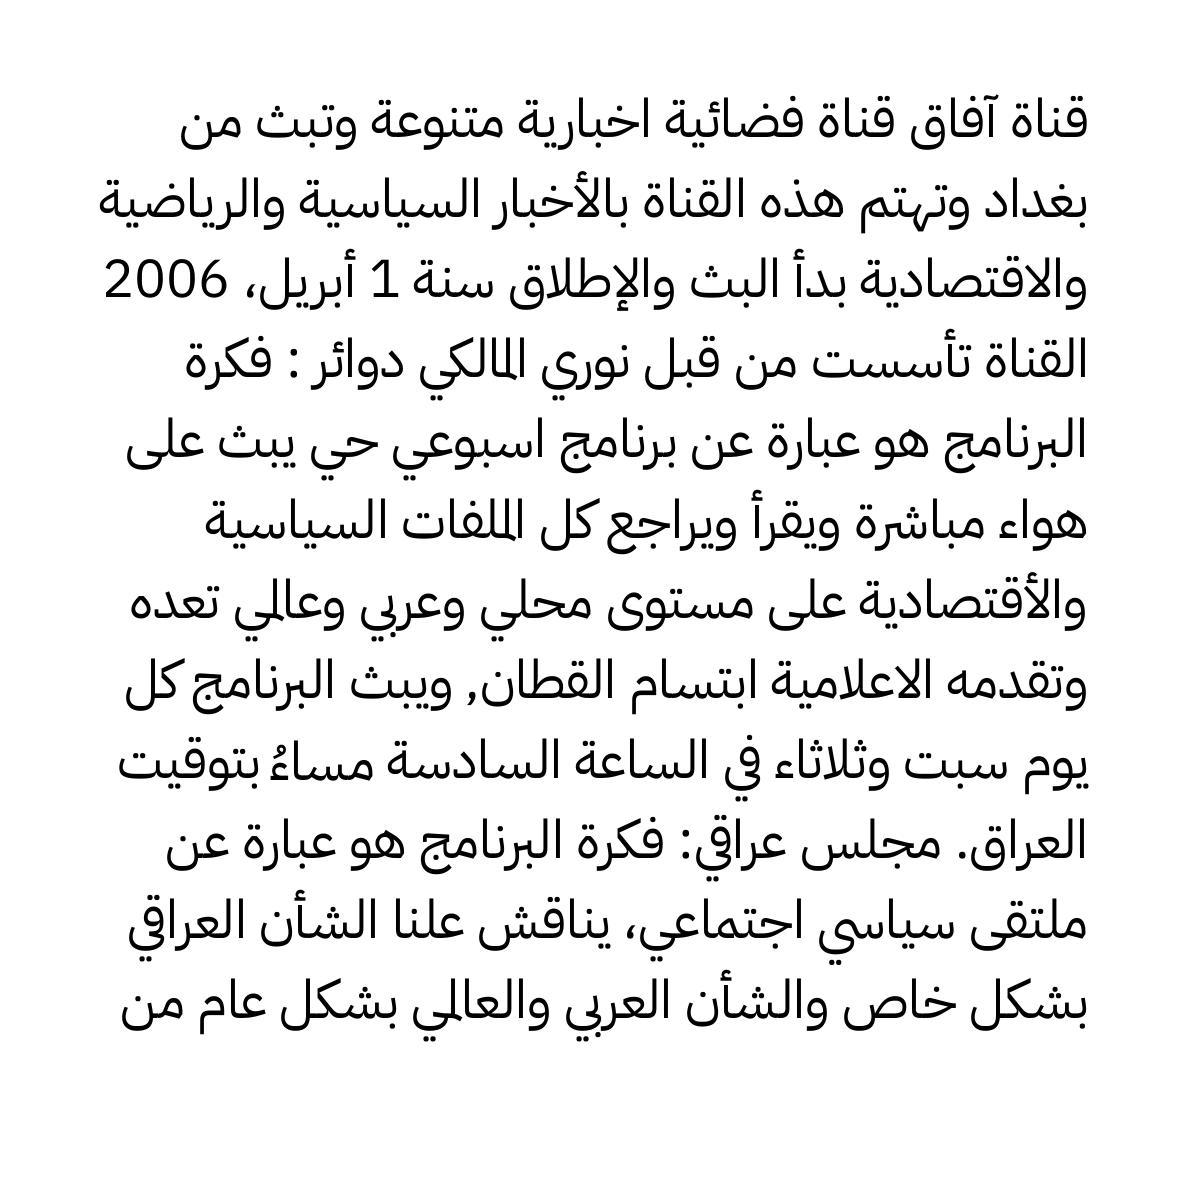 قناة آفاق قناة فضائية اخبارية متنوعة وتبث من
بغداد وتهتم هذه القناة بالأخبار السياسية والرياضية
والاقتصادية بدأ البث والإطلاق سنة 1 أبريل، 2006
القناة تأسست من قبل نوري المالكي دوائر : فكرة
البرنامج هو عبارة عن برنامج اسبوعي حي يبث على
هواء مباشرة ويقرأ ويراجع كل الملفات السياسية
والأقتصادية على مستوى محلي وعربي وعالمي تعده
وتقدمه الاعلامية ابتسام القطان, ويبث البرنامج كل
يوم سبت وثلاثاء في الساعة السادسة مساءُ بتوقيت
العراق. مجلس عراقي: فكرة البرنامج هو عبارة عن
ملتقى سياسي اجتماعي، يناقش علنا الشأن العراقي
بشكل خاص والشأن العربي والعالمي بشكل عام من